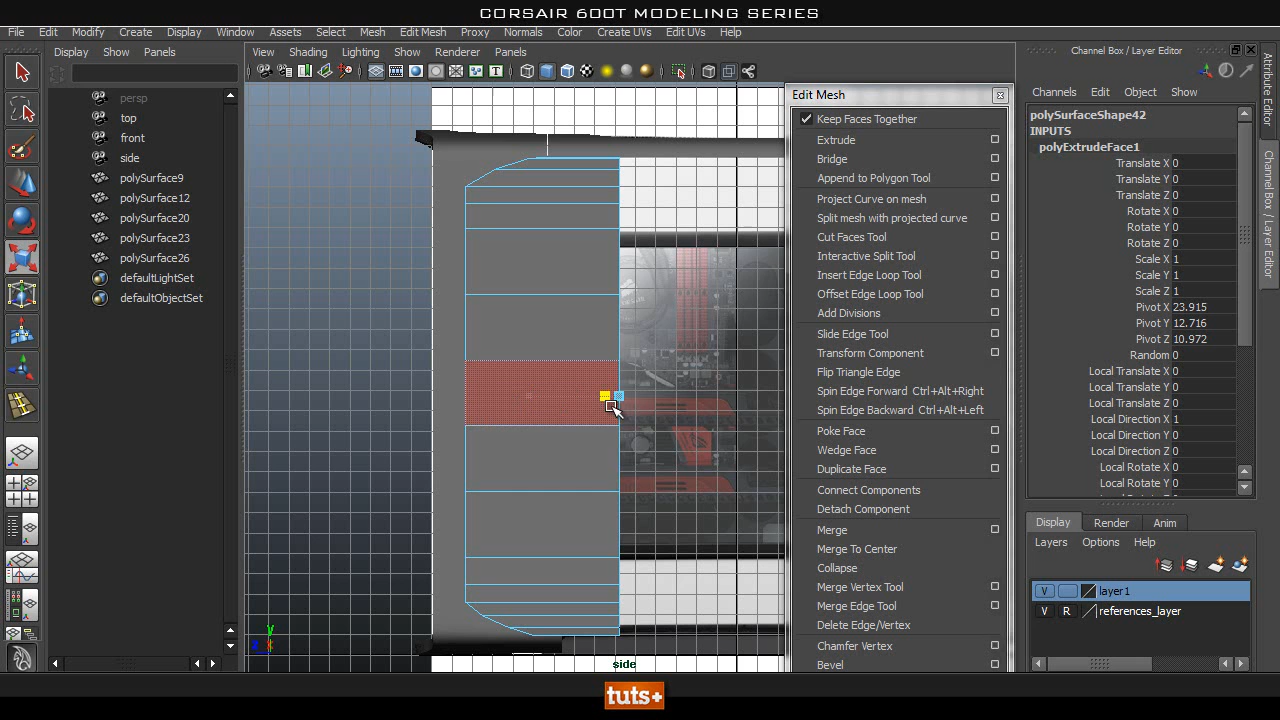 CORSAIR 600T MODELING SERIES
File Edit Modify Create Display Window Assets Select Mesh Edit Mesh Proxy Normals Color Create UVs Edit UVs Help
Display Show Panels
View Shading Lighting Show Renderer Panels
Channel Box / Layer Editor
persp
top
front
side
polySurface9
polySurface12
polySurface20
polySurface23
polySurface26
defaultLightSet
defaultObjectSet
y
side
Edit Mesh
Keep Faces Together
Extrude
Bridge
Append to Polygon Tool
Project Curve on mesh
Split mesh with projected curve
Cut Faces Tool
Interactive Split Tool
Insert Edge Loop Tool
Offset Edge Loop Tool
Add Divisions
Slide Edge Tool
Transform Component
Flip Triangle Edge
Spin Edge Forward Ctrl+Alt+Right
Spin Edge Backward Ctrl+Alt+Left
Poke Face
Wedge Face
Duplicate Face
Connect Components
Detach Component
Merge
Merge To Center
Collapse
Merge Vertex Tool
Merge Edge Tool
Delete Edge/Vertex
Chamfer Vertex
Bevel
Channels Edit Object Show
polySurfaceShape42
INPUTS
polyExtrudeFace1
Translate X 0
Translate Y 0
Translate Z 0
Rotate X 0
Rotate Y 0
Rotate Z 0
Scale X 1
Scale Y 1
Scale Z 1
Pivot X 23.915
Pivot Y 12.716
Pivot Z 10.972
Random 0
Local Translate X 0
Local Translate Y 0
Local Translate Z 0
Local Direction X 1
Local Direction Y 0
Local Direction Z 0
Local Rotate X 0
Local Rotate Y 0
Display Render Anim
Layers Options Help
V layer1
V R references_layer
Attribute Editor
Channel Box / Layer Editor
tuts+